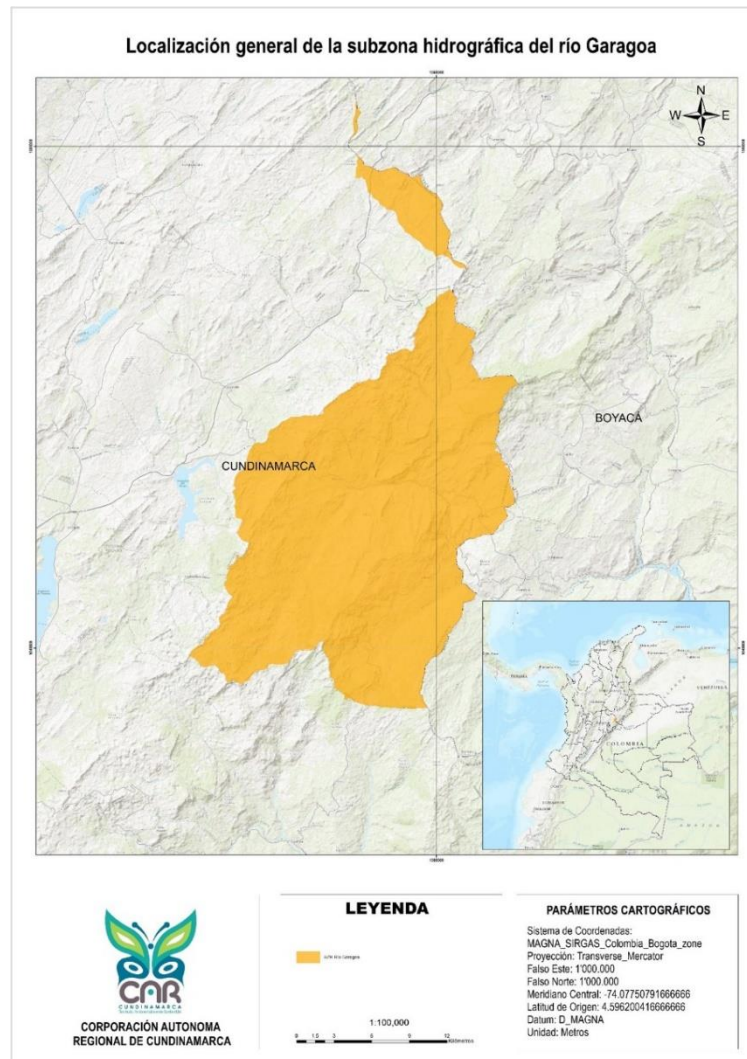 Localización general de la subzona hidrográfica del río Garagoa
N
W E
S
BOYACÁ
CUNDINAMARCA
COLOMBIA
LEYENDA
1:100,000
Kilómetros
CAR
CUNDINAMARCA
CORPORACIÓN AUTONOMA
REGIONAL DE CUNDINAMARCA
PARÁMETROS CARTOGRÁFICOS
Sistema de Coordenadas:
MAGNA_SIRGAS_Colombia_Bogota_zone
Proyección: Transverse_Mercator
Falso Este: 1'000.000
Falso Norte: 1'000.000
Meridiano Central: -74.07750791666666
Latitud de Origen: 4.596200416666666
Datum: D_MAGNA
Unidad: Metros